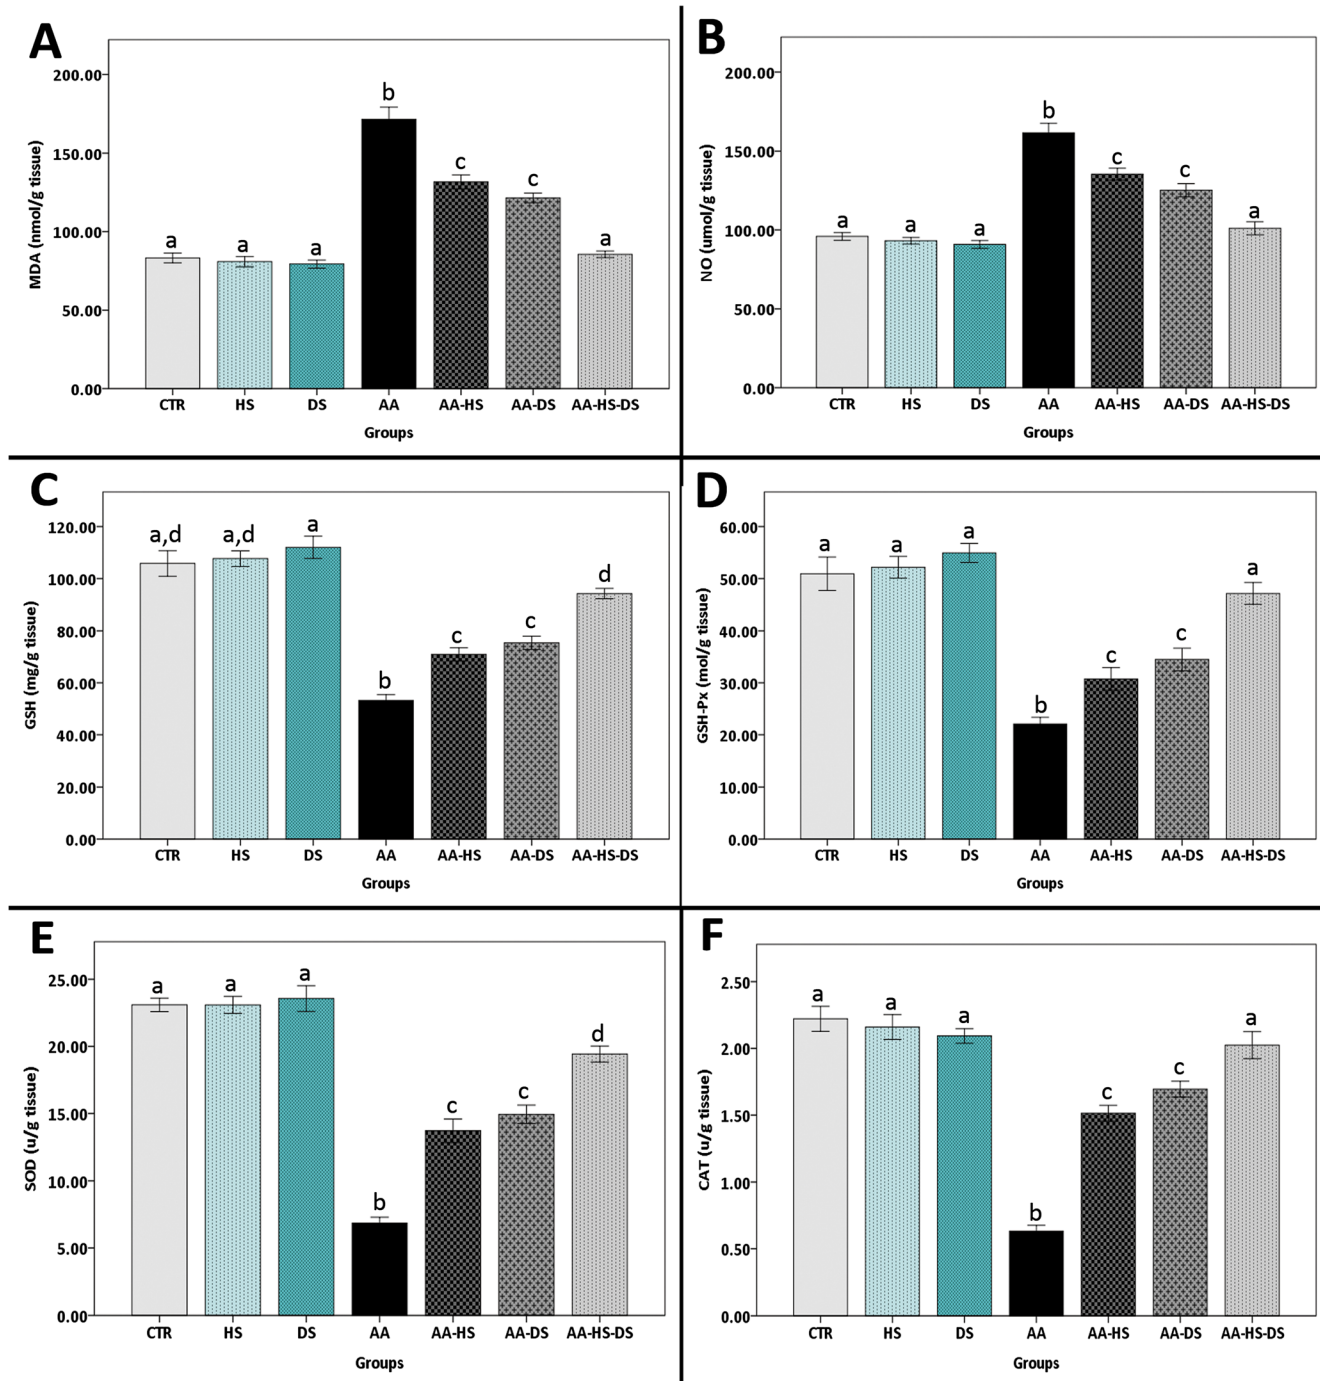 A
MDA (nmol/g tissue)
200.00
150.00
100.00
50.00
0.00
a a a b c c a
CTR HS DS AA AA-HS AA-DS AA-HS-DS
Groups
B
NO (umol/g tissue)
200.00
150.00
100.00
50.00
0.00
a a a b c c a
CTR HS DS AA AA-HS AA-DS AA-HS-DS
Groups
C
GSH (mg/g tissue)
120.00
100.00
80.00
60.00
40.00
20.00
0.00
a,d a,d a b c c d
CTR HS DS AA AA-HS AA-DS AA-HS-DS
Groups
D
GSH-Px (mol/g tissue)
60.00
50.00
40.00
30.00
20.00
10.00
0.00
a a a b c c a
CTR HS DS AA AA-HS AA-DS AA-HS-DS
Groups
E
SOD (u/g tissue)
25.00
20.00
15.00
10.00
5.00
0.00
a a a b c c d
CTR HS DS AA AA-HS AA-DS AA-HS-DS
Groups
F
CAT (u/g tissue)
2.50
2.00
1.50
1.00
0.50
0.00
a a a b c c a
CTR HS DS AA AA-HS AA-DS AA-HS-DS
Groups